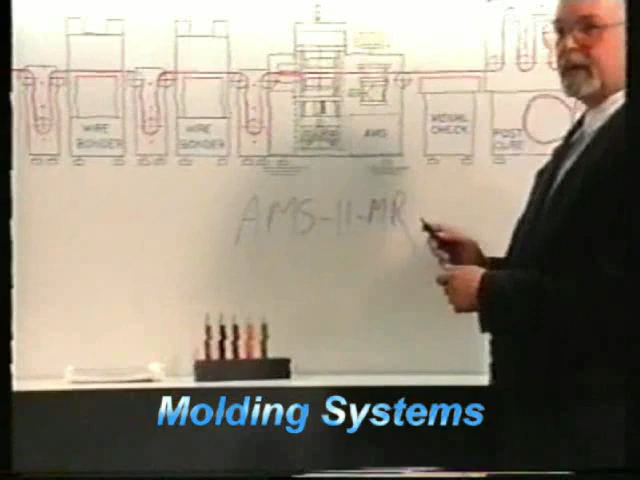 WIRE BONDER
WIRE BONDER
AMS
VISUAL CHECK
POST CURE
AMS-11-MR
Molding Systems